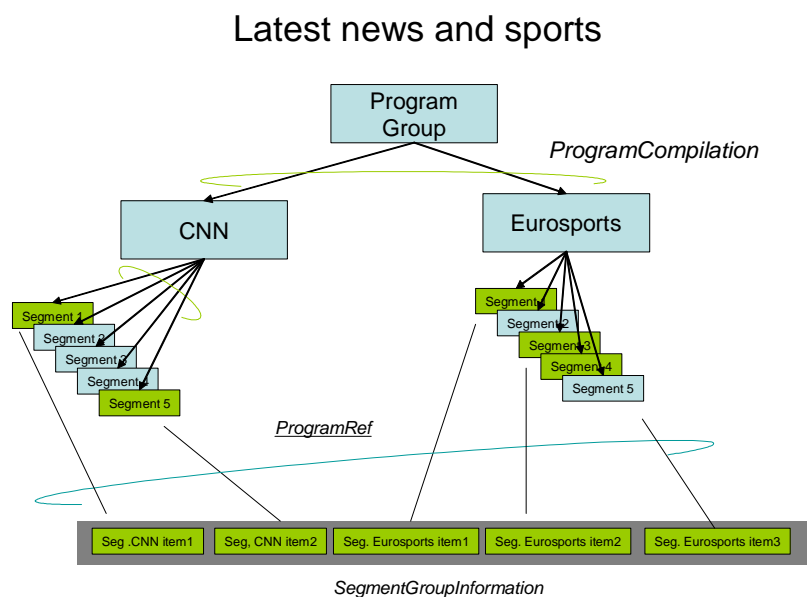 Latest news and sports
Program
Group
ProgramCompilation
CNN
Eurosports
Segment 1
Segment 2
Segment 3
Segment 4
Segment 5
Segment 1
Segment 2
Segment 3
Segment 4
Segment 5
ProgramRef
Seg .CNN item1
Seg, CNN item2
Seg. Eurosports item1
Seg. Eurosports item2
Seg. Eurosports item3
SegmentGroupInformation